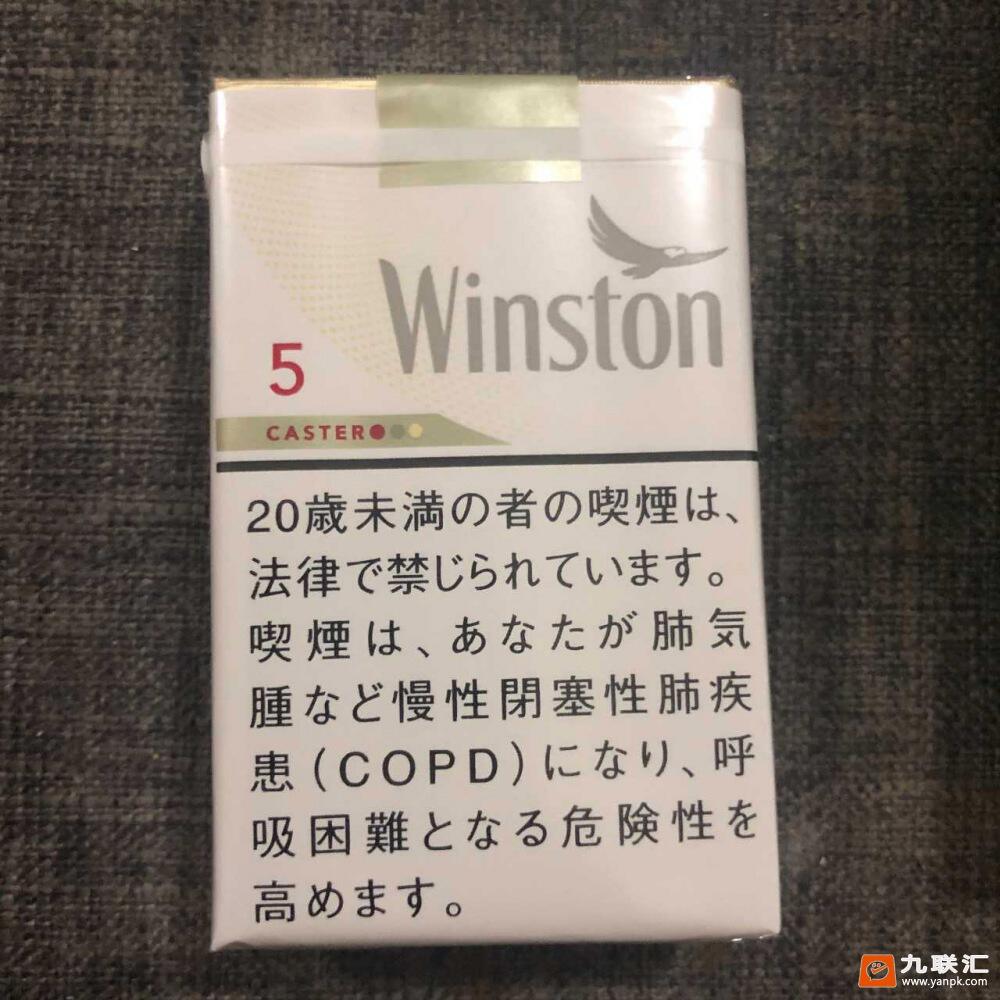 Winston
5
CASTER
20歳未満の者の喫煙は、
法律で禁じられています。
喫煙は、あなたが肺気
腫など慢性閉塞性肺疾
患(COPD)になり、呼
吸困難となる危険性を
高めます。
九联汇
www.yanpk.com